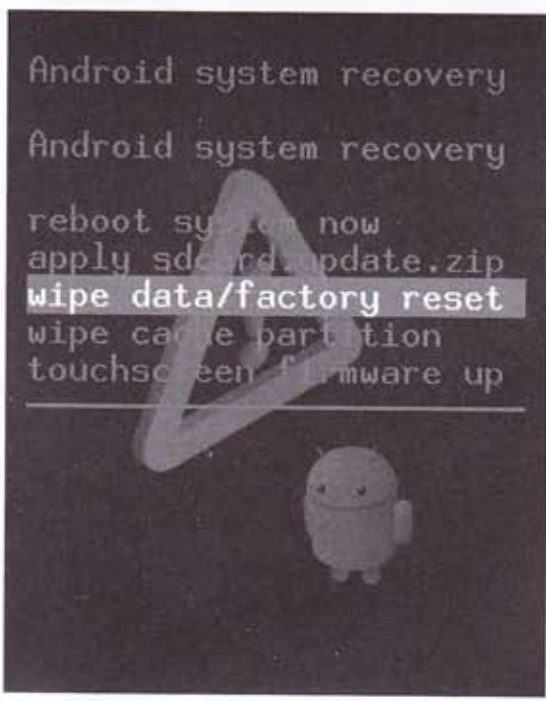 Android system recovery
Android system recovery
reboot system now
apply sdcard:update.zip
wipe data/factory reset
wipe cache partition
touchscreen firmware up